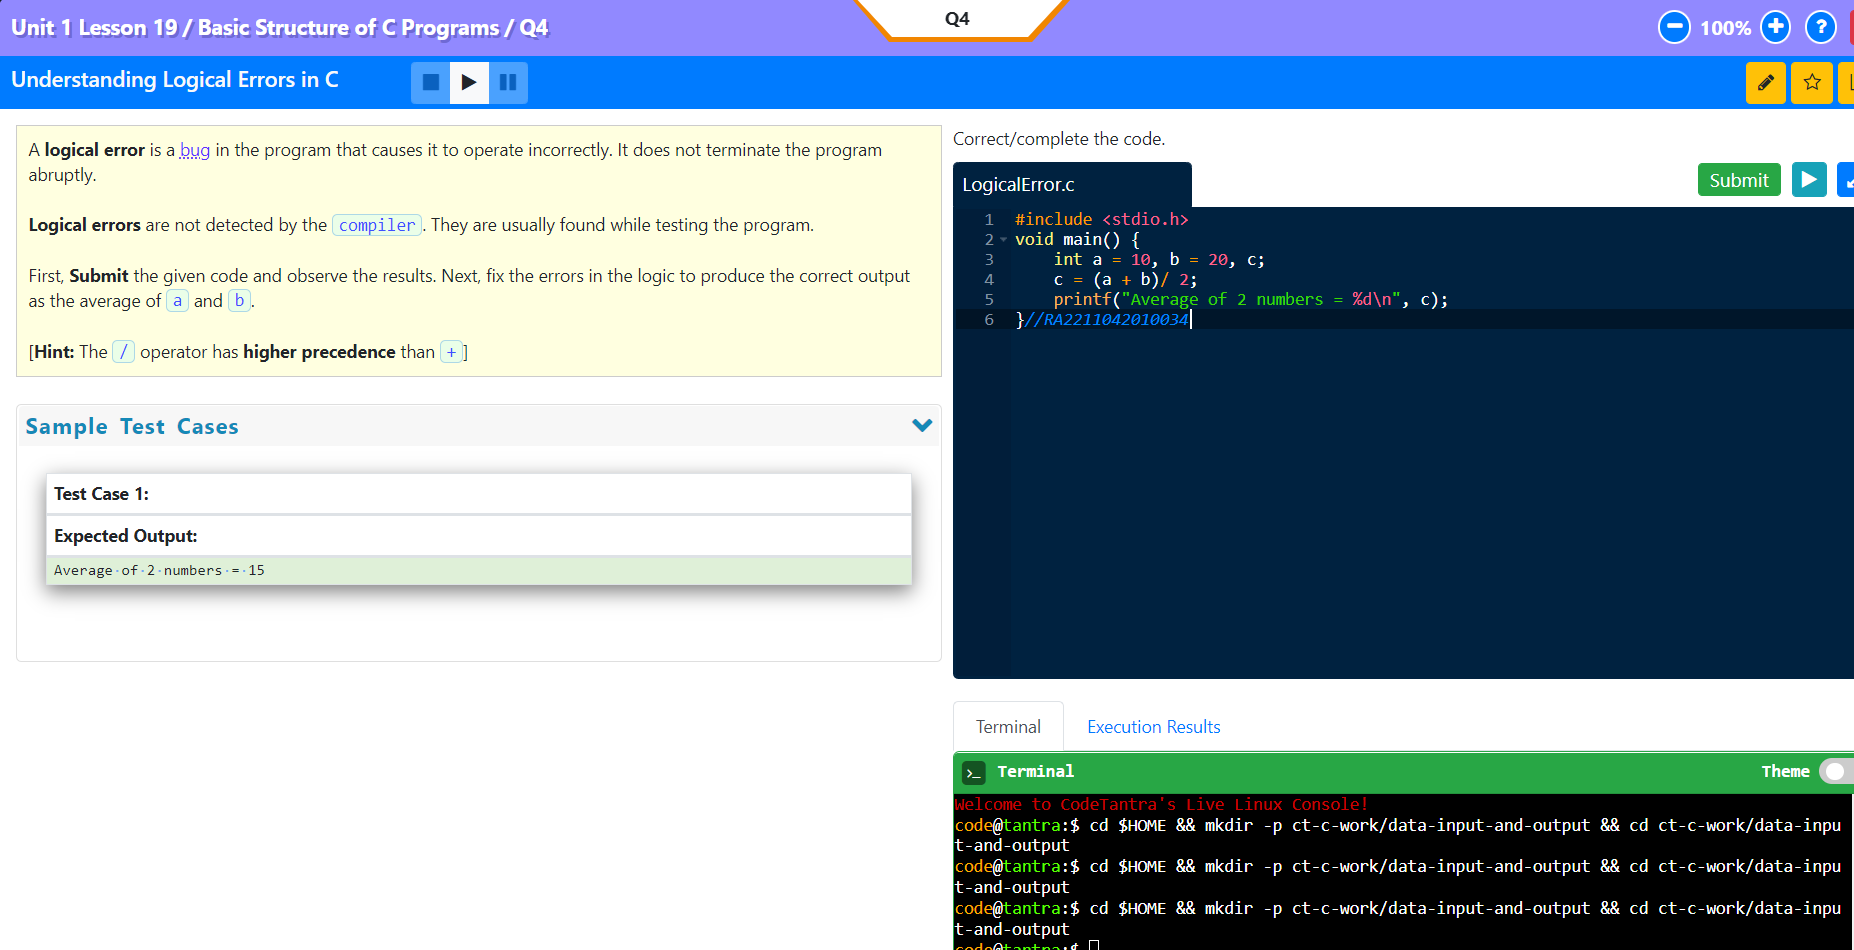 Unit 1 Lesson 19 / Basic Structure of C Programs / Q4
Q4
100%
?
Understanding Logical Errors in C
A logical error is a bug in the program that causes it to operate incorrectly. It does not terminate the program
abruptly.
Logical errors are not detected by the compiler. They are usually found while testing the program.
First, Submit the given code and observe the results. Next, fix the errors in the logic to produce the correct output
as the average of a and b.
[Hint: The / operator has higher precedence than +]
Sample Test Cases
Test Case 1:
Expected Output:
Average·of·2·numbers·=·15
Correct/complete the code.
LogicalError.c
Submit
1 #include <stdio.h>
2 void main() {
3 int a = 10, b = 20, c;
4 c = (a + b)/ 2;
5 printf("Average of 2 numbers = %d\n", c);
6 }//RA2211042010034
Terminal
Execution Results
>_ Terminal
Theme
Welcome to CodeTantra's Live Linux Console!
code@tantra:$ cd $HOME && mkdir -p ct-c-work/data-input-and-output && cd ct-c-work/data-inpu
t-and-output
code@tantra:$ cd $HOME && mkdir -p ct-c-work/data-input-and-output && cd ct-c-work/data-inpu
t-and-output
code@tantra:$ cd $HOME && mkdir -p ct-c-work/data-input-and-output && cd ct-c-work/data-inpu
t-and-output
code@tantra:$